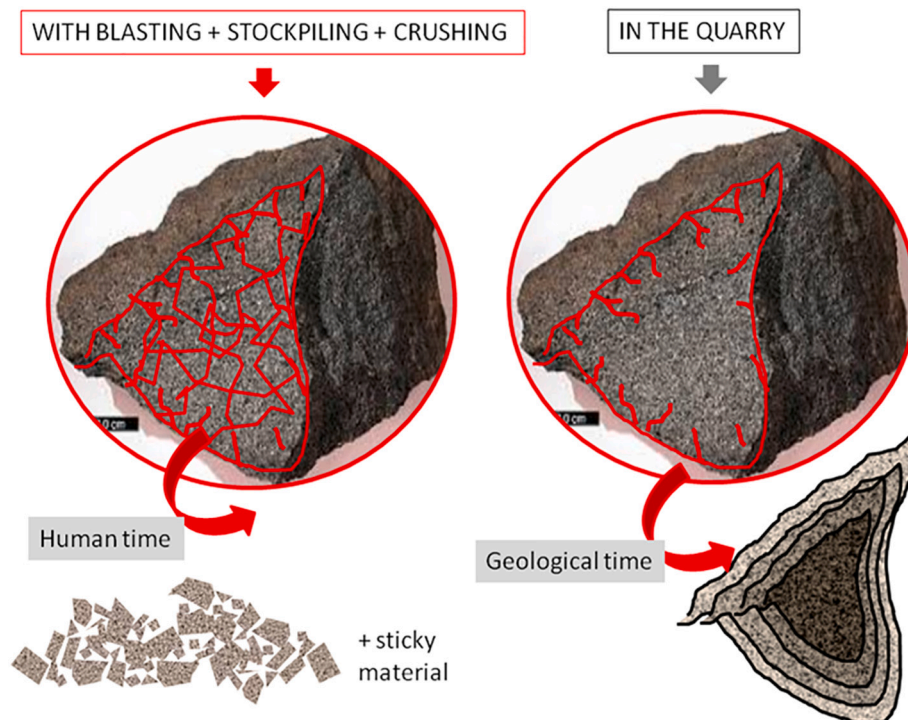 WITH BLASTING + STOCKPILING + CRUSHING
IN THE QUARRY
Human time
Geological time
+ sticky
material